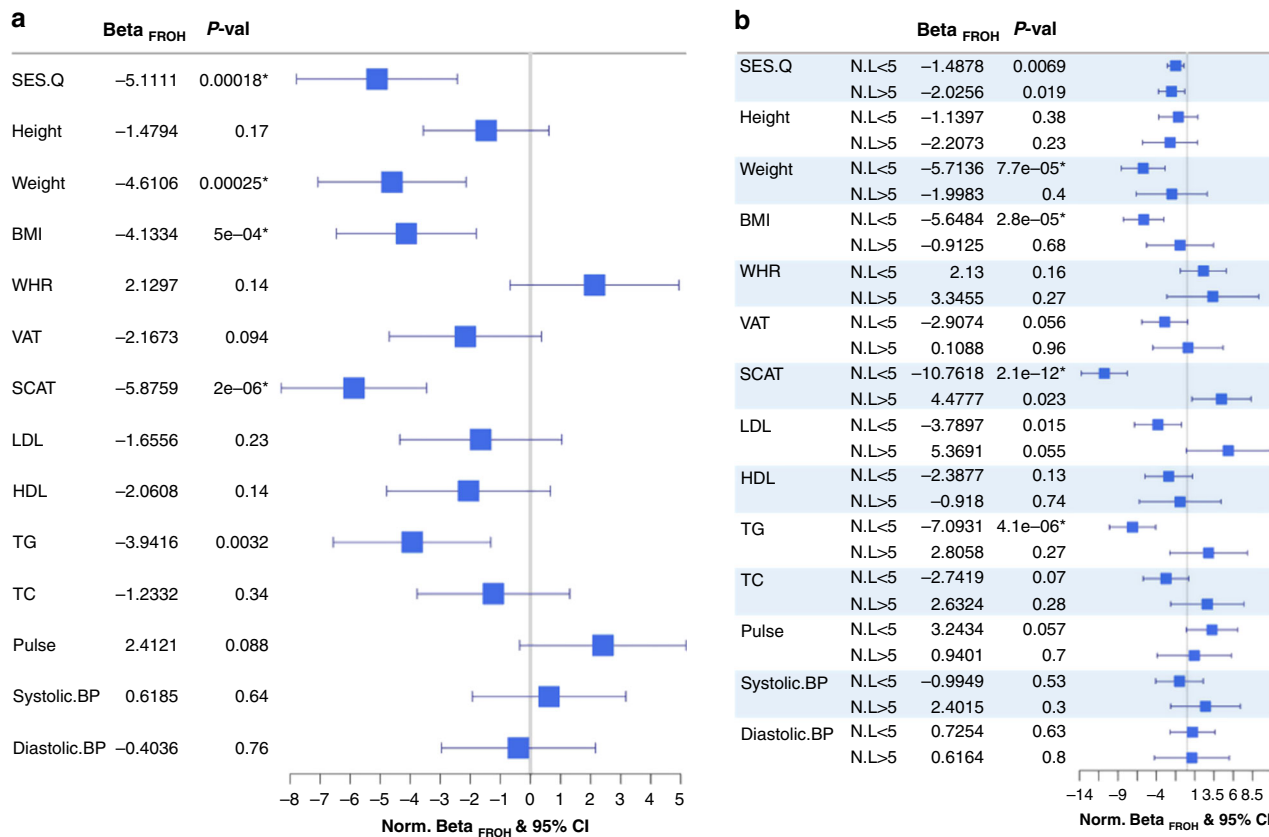 a
Beta FROH P-val
SES.Q −5.1111 0.00018*
Height −1.4794 0.17
Weight −4.6106 0.00025*
BMI −4.1334 5e−04*
WHR 2.1297 0.14
VAT −2.1673 0.094
SCAT −5.8759 2e−06*
LDL −1.6556 0.23
HDL −2.0608 0.14
TG −3.9416 0.0032
TC −1.2332 0.34
Pulse 2.4121 0.088
Systolic.BP 0.6185 0.64
Diastolic.BP −0.4036 0.76
−8 −7 −6 −5 −4 −3 −2 −1 0 1 2 3 4 5
Norm. Beta FROH & 95% CI
b
Beta FROH P-val
SES.Q N.L<5 −1.4878 0.0069
N.L>5 −2.0256 0.019
Height N.L<5 −1.1397 0.38
N.L>5 −2.2073 0.23
Weight N.L<5 −5.7136 7.7e−05*
N.L>5 −1.9983 0.4
BMI N.L<5 −5.6484 2.8e−05*
N.L>5 −0.9125 0.68
WHR N.L<5 2.13 0.16
N.L>5 3.3455 0.27
VAT N.L<5 −2.9074 0.056
N.L>5 0.1088 0.96
SCAT N.L<5 −10.7618 2.1e−12*
N.L>5 4.4777 0.023
LDL N.L<5 −3.7897 0.015
N.L>5 5.3691 0.055
HDL N.L<5 −2.3877 0.13
N.L>5 −0.918 0.74
TG N.L<5 −7.0931 4.1e−06*
N.L>5 2.8058 0.27
TC N.L<5 −2.7419 0.07
N.L>5 2.6324 0.28
Pulse N.L<5 3.2434 0.057
N.L>5 0.9401 0.7
Systolic.BP N.L<5 −0.9949 0.53
N.L>5 2.4015 0.3
Diastolic.BP N.L<5 0.7254 0.63
N.L>5 0.6164 0.8
−14 −9 −4 1 3.5 6 8.5
Norm. Beta FROH & 95% CI